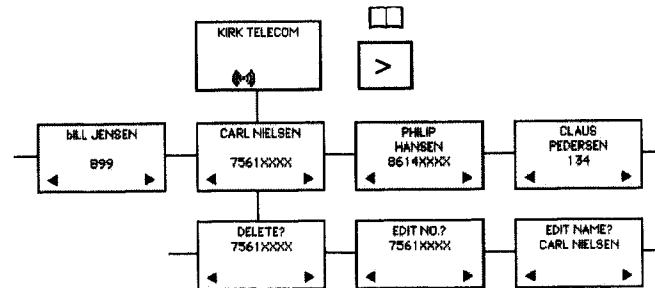 KIRK TELECOM
>
bILL JENSEN
899
CARL NIELSEN
7561XXXX
PHILIP
HANSEN
8614XXXX
CLAUS
PEDERSEN
134
DELETE?
7561XXXX
EDIT NO.?
7561XXXX
EDIT NAME?
CARL NIELSEN